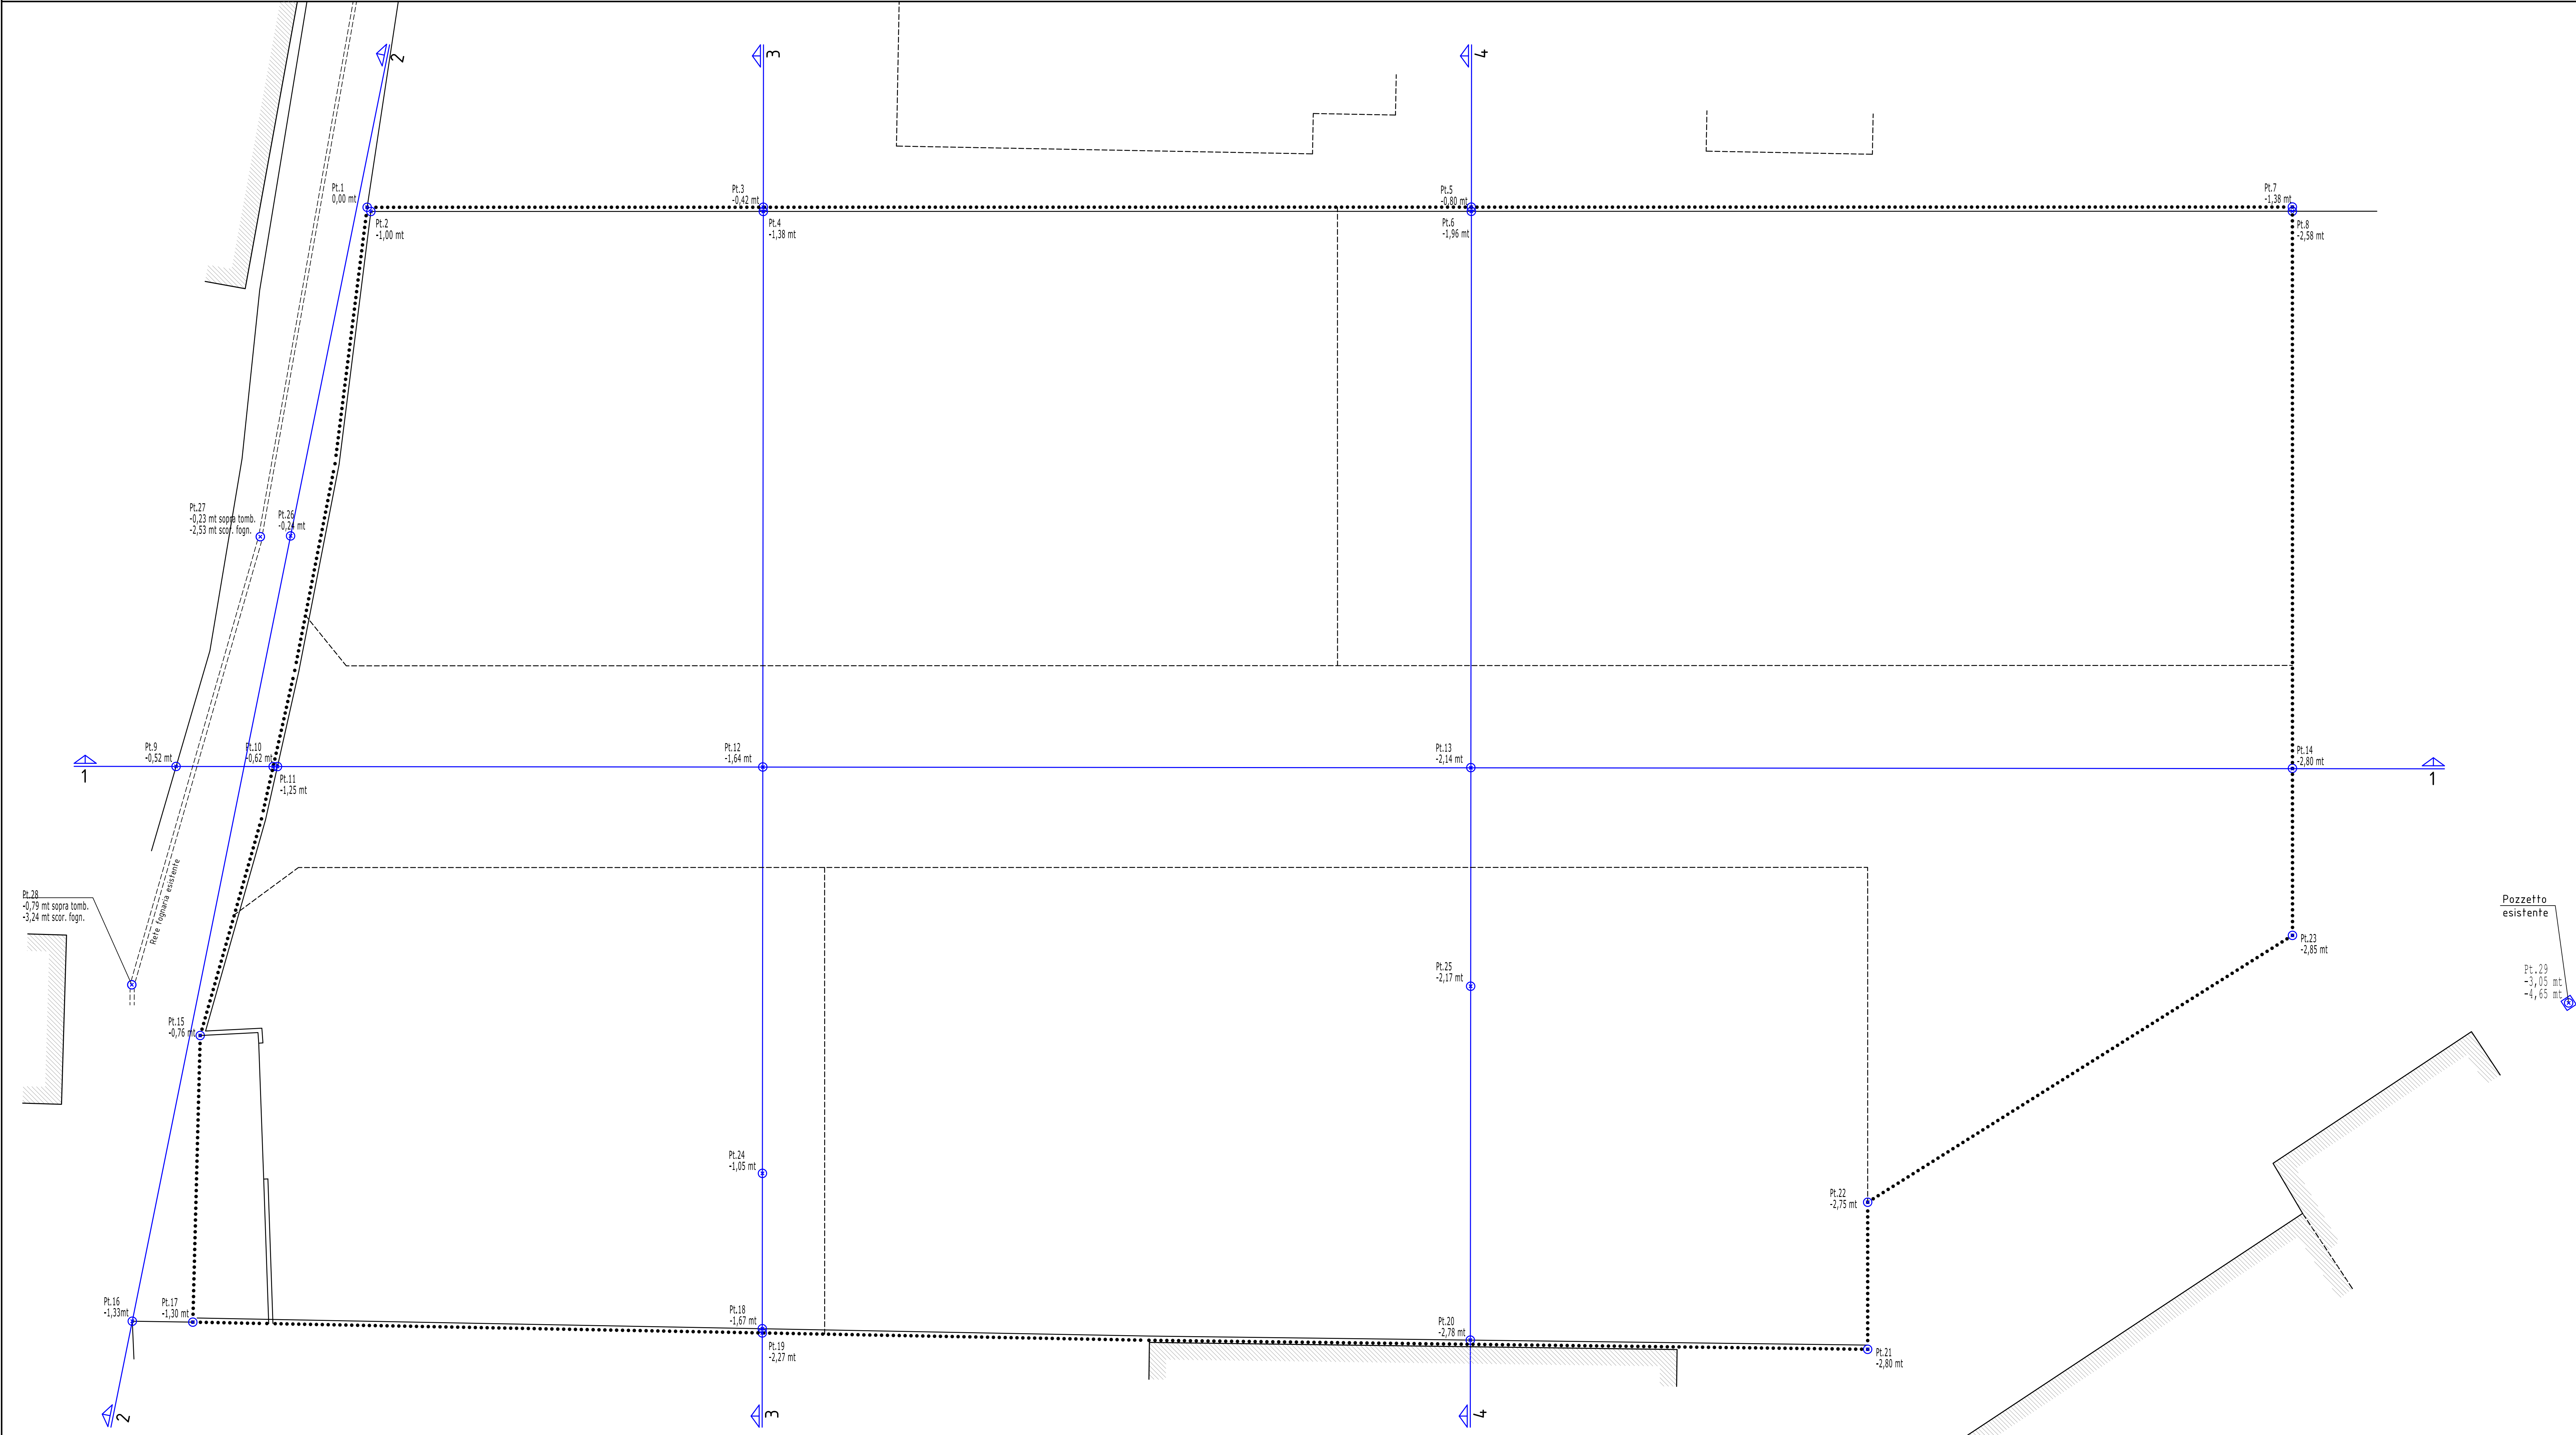 2
3
4
Pt.1
0,00 mt
Pt.2
-1,00 mt
Pt.3
-0,42 mt
Pt.4
-1,38 mt
Pt.5
-0,80 mt
Pt.6
-1,96 mt
Pt.7
-1,38 mt
Pt.8
-2,58 mt
Pt.27
-0,23 mt sopra tomb.
-2,53 mt scor. fogn.
Pt.26
-0,24 mt
Pt.9
-0,52 mt
Pt.10
-0,62 mt
Pt.11
-1,25 mt
Pt.12
-1,64 mt
Pt.13
-2,14 mt
Pt.14
-2,80 mt
1
1
Pt.28
-0,79 mt sopra tomb.
-3,24 mt scor. fogn.
Rete fognaria esistente
Pozzetto
esistente
Pt.23
-2,85 mt
Pt.25
-2,17 mt
Pt.29
-3,05 mt
-4,65 mt
Pt.15
-0,76 mt
Pt.24
-1,05 mt
Pt.22
-2,75 mt
Pt.16
-1,33mt
Pt.17
-1,30 mt
Pt.18
-1,67 mt
Pt.19
-2,27 mt
Pt.20
-2,78 mt
Pt.21
-2,80 mt
2
3
4